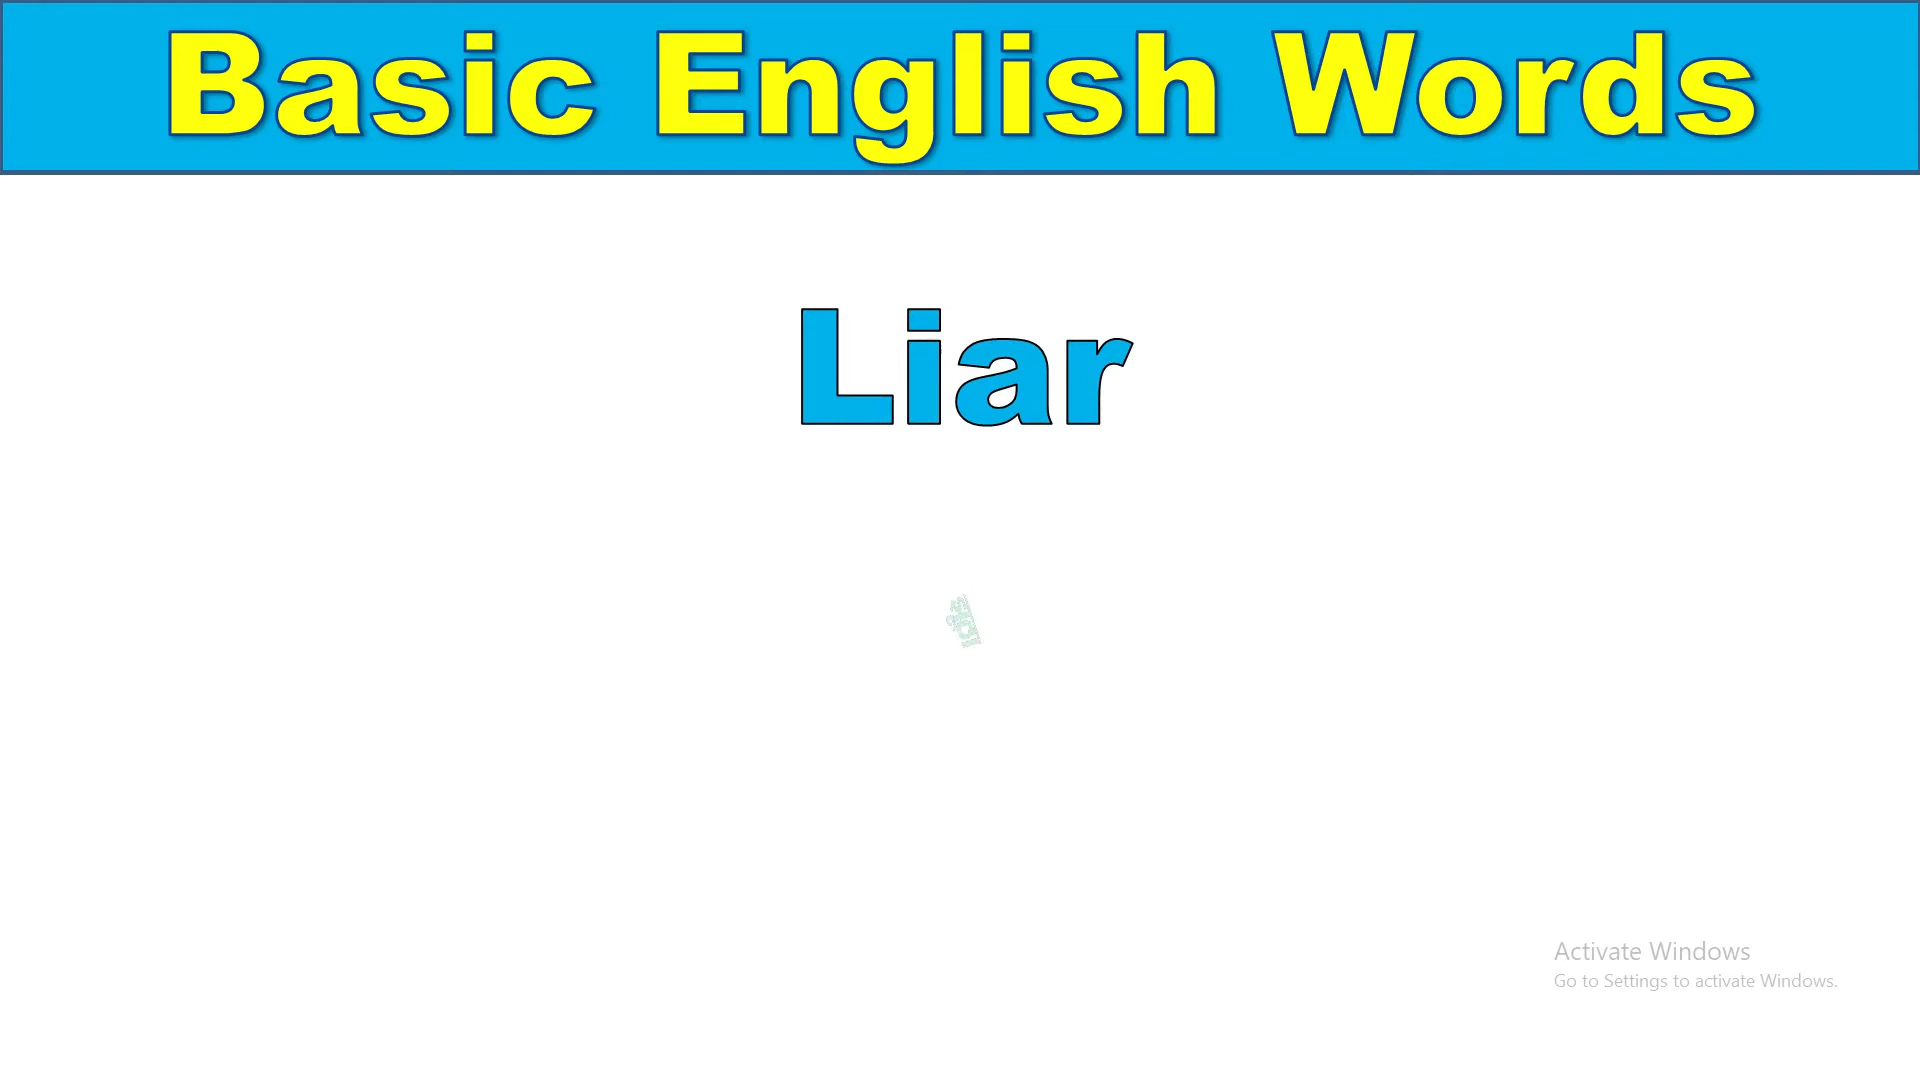 Basic English Words
Liar
Activate Windows
Go to Settings to activate Windows.